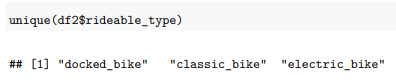 unique(df2$rideable_type)
## [1] "docked_bike"   "classic_bike"  "electric_bike"